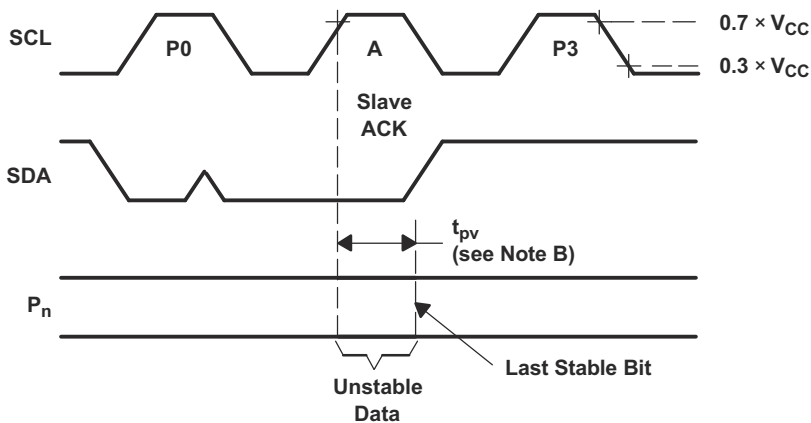 SCL
P0
A
P3
0.7 × VCC
0.3 × VCC
Slave
ACK
SDA
tpv
(see Note B)
Pn
Last Stable Bit
Unstable
Data